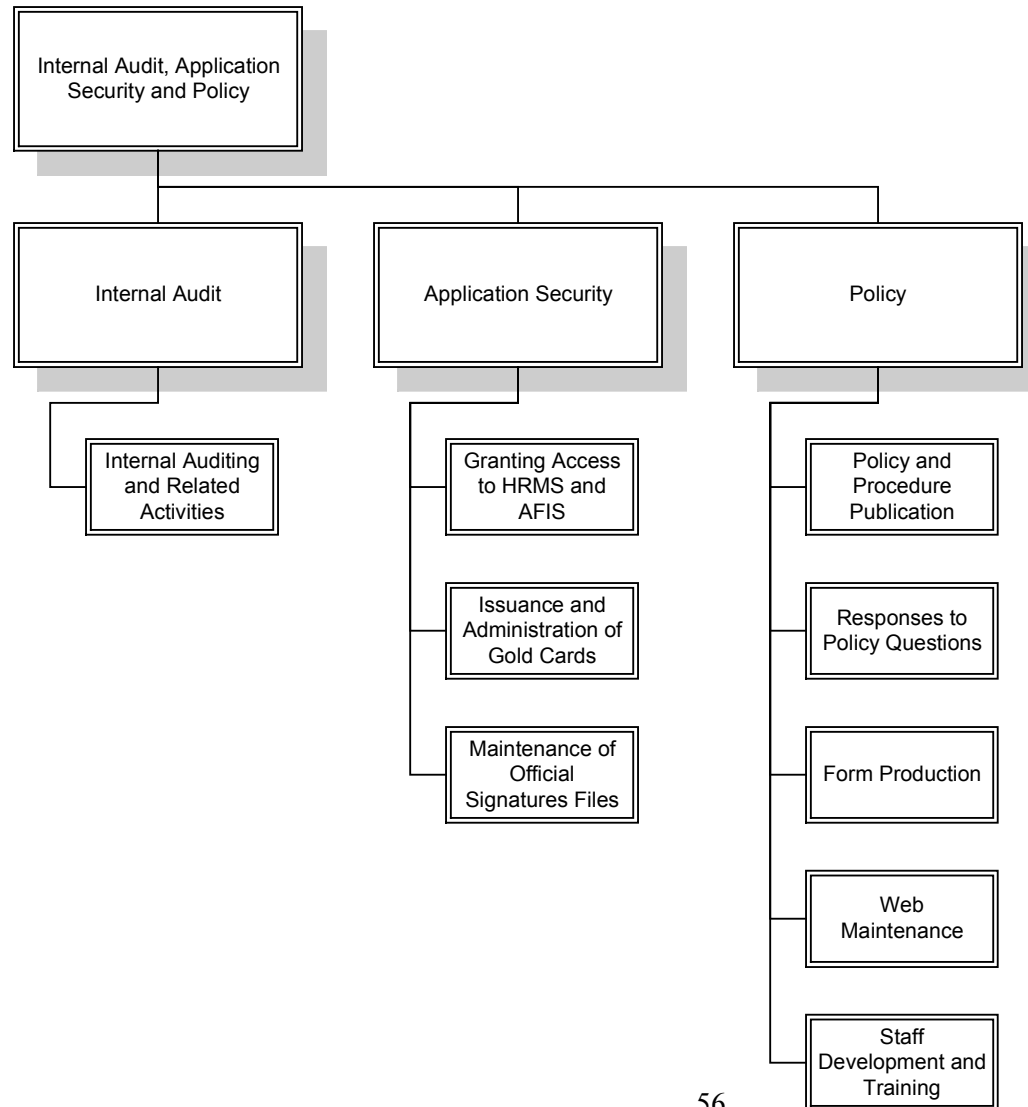 Internal Audit, Application
Security and Policy
Internal Audit
Application Security
Policy
Internal Auditing
and Related
Activities
Granting Access
to HRMS and
AFIS
Issuance and
Administration of
Gold Cards
Maintenance of
Official
Signatures Files
Policy and
Procedure
Publication
Responses to
Policy Questions
Form Production
Web
Maintenance
Staff
Development and
Training
56